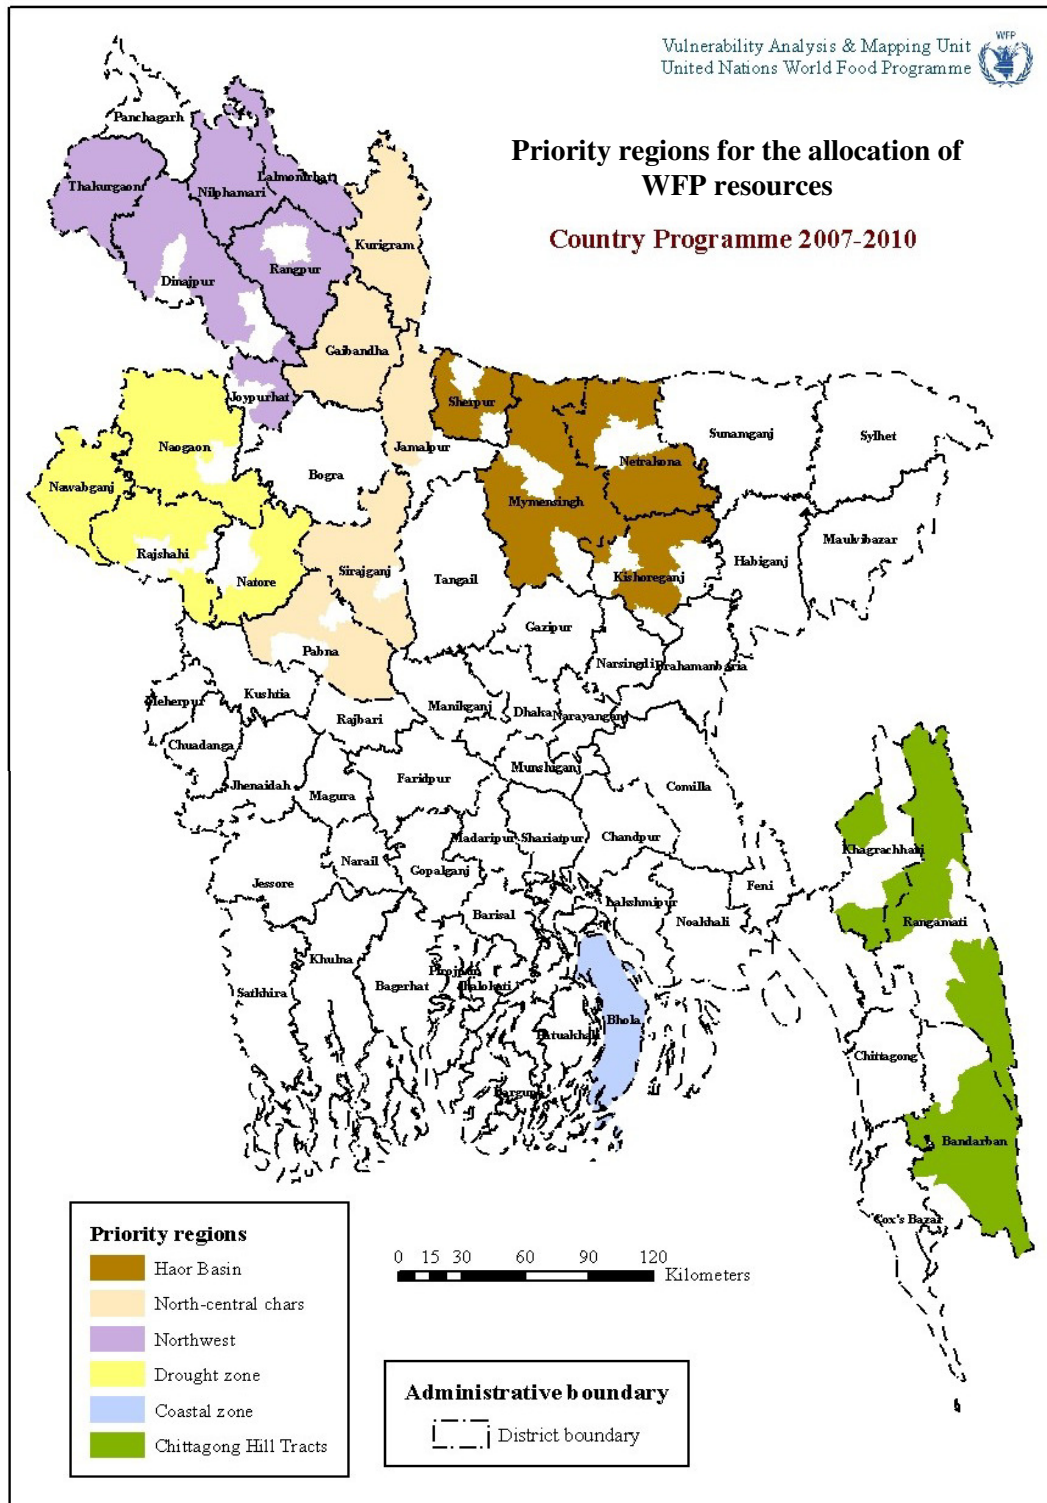 WFP
Vulnerability Analysis & Mapping Unit
United Nations World Food Programme
Priority regions for the allocation of
WFP resources
Country Programme 2007-2010
Panchagarh
Thakurgaon
Nilphamari
Lalmonirhat
Kurigram
Rangpur
Dinajpur
Gaibandha
Joypurhat
Sherpur
Jamalpur
Naogaon
Nawabganj
Bogra
Netrakona
Sunamganj
Sylhet
Mymensingh
Rajshahi
Natore
Sirajganj
Tangail
Kishoreganj
Habiganj
Maulvibazar
Gazipur
Pabna
Narsingdi
Brahamanbaria
Meherpur
Kushtia
Rajbari
Manikganj
Dhaka
Narayanganj
Chuadanga
Jhenaidah
Magura
Faridpur
Munshiganj
Comilla
Madaripur
Shariatpur
Chandpur
Khagrachhari
Narail
Gopalganj
Jessore
Feni
Lakshmipur
Noakhali
Rangamati
Barisal
Khulna
Satkhira
Bagerhat
Pirojpur
Jhalokati
Patuakhali
Bhola
Barguna
Chittagong
Bandarban
Cox's Bazar
Priority regions
Haor Basin
North-central chars
Northwest
Drought zone
Coastal zone
Chittagong Hill Tracts
0 15 30 60 90 120
Kilometers
Administrative boundary
District boundary